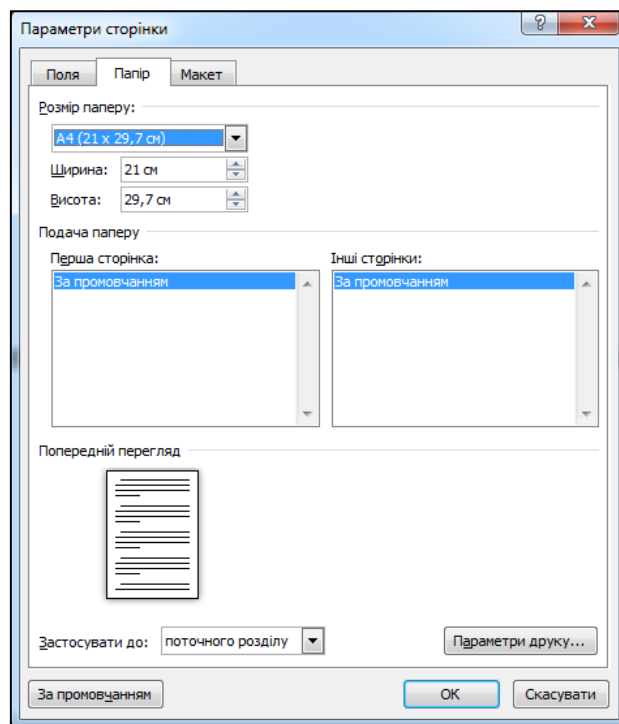 Параметри сторінки
Поля Папір Макет
Розмір паперу:
A4 (21 x 29,7 см)
Ширина: 21 см
Висота: 29,7 см
Подача паперу
Перша сторінка: Інші сторінки:
За промовчанням За промовчанням
Попередній перегляд
Застосувати до: поточного розділу Параметри друку...
За промовчанням ОК Скасувати